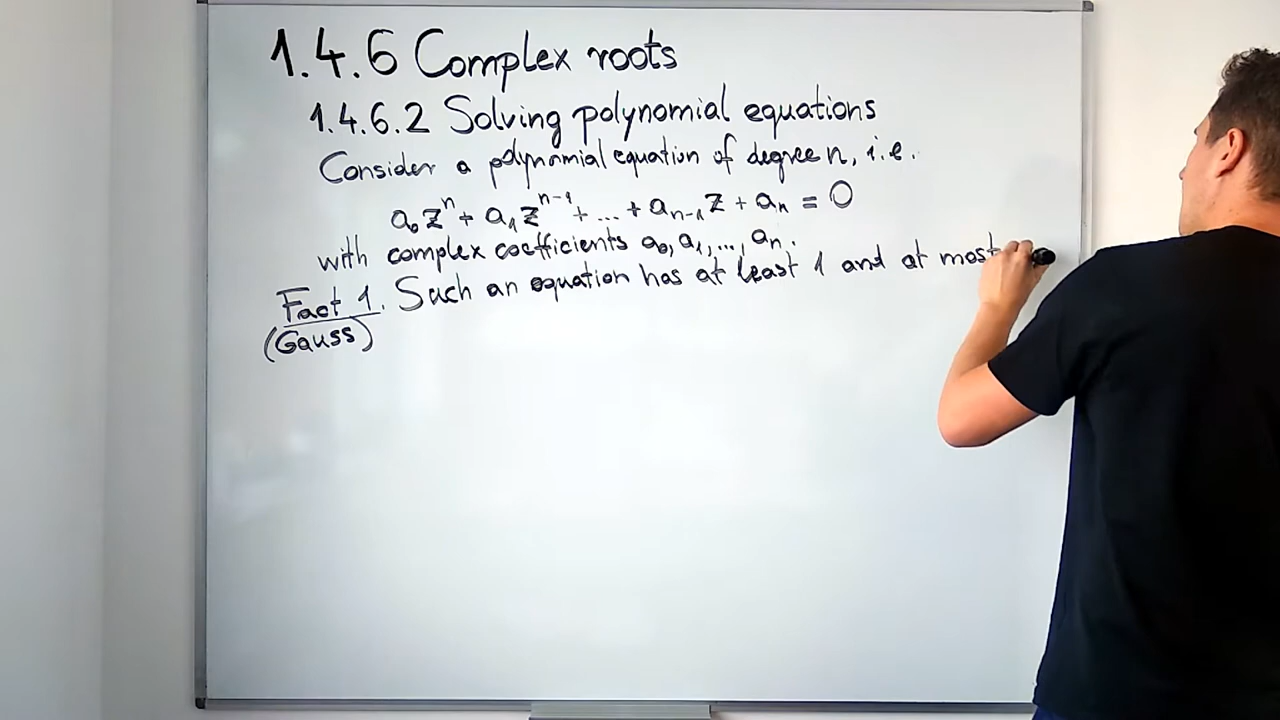 1.4.6 Complex roots
1.4.6.2 Solving polynomial equations
Consider a polynomial equation of degree n, i.e.
a₀zⁿ + a₁zⁿ⁻¹ + ... + aₙ₋₁z + aₙ = 0
with complex coefficients a₀, a₁, ..., aₙ.
Fact 1. Such an equation has at least 1 and at most
(Gauss)